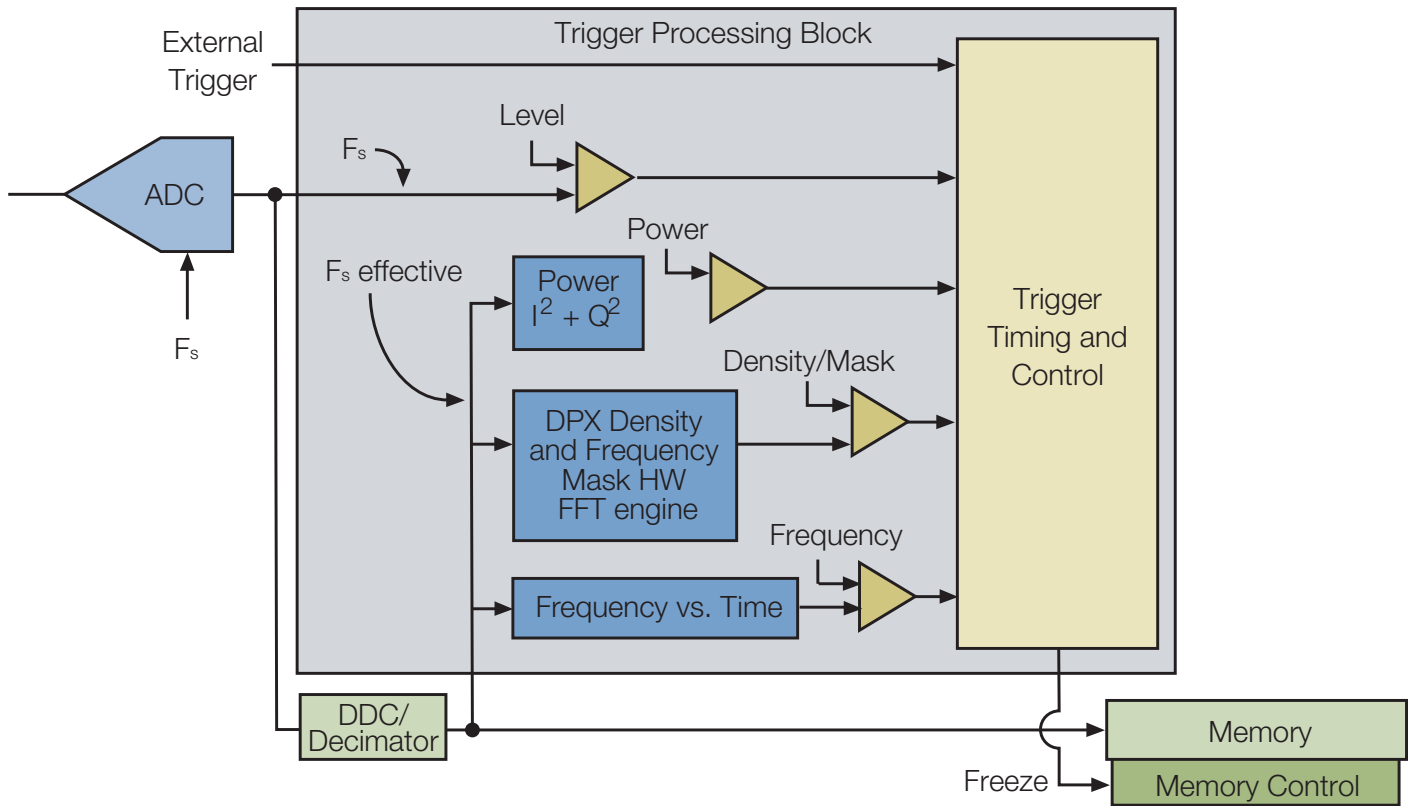 Trigger Processing Block
External
Trigger
Level
Fs
ADC
Fs
Power
Fs effective
Power
I² + Q²
Trigger
Timing and
Control
Density/Mask
DPX Density
and Frequency
Mask HW
FFT engine
Frequency
Frequency vs. Time
DDC/
Decimator
Memory
Freeze
Memory Control